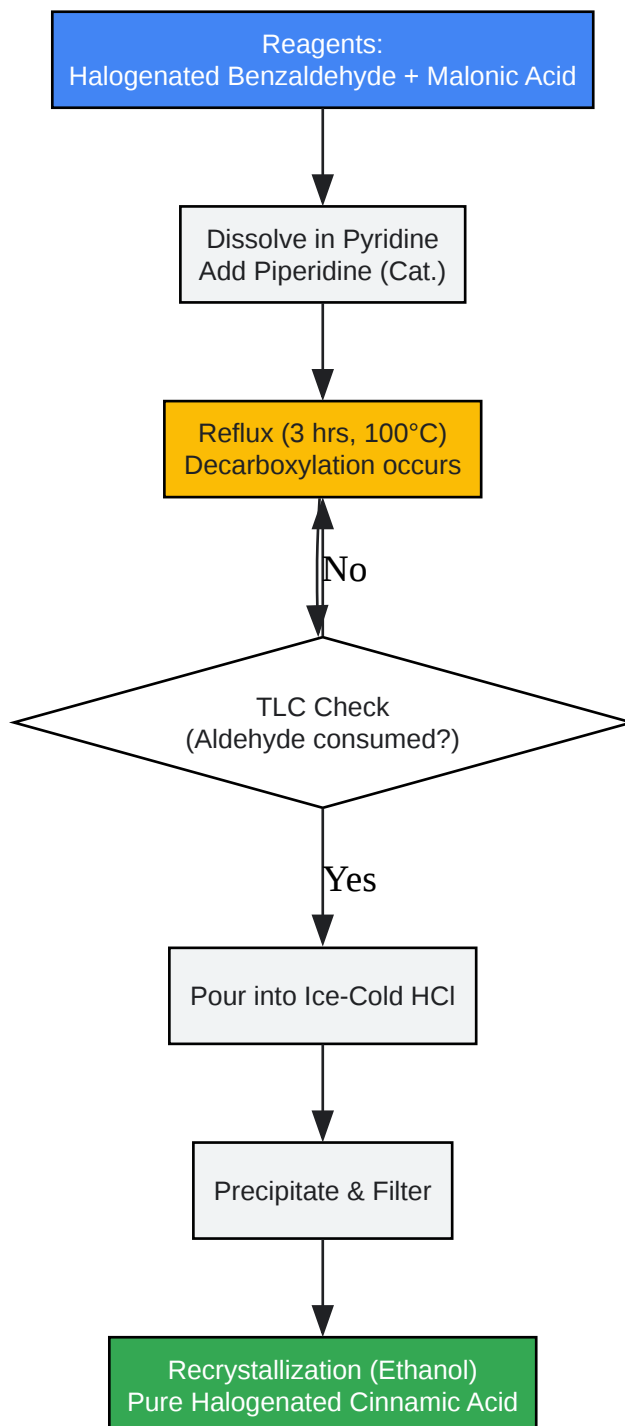 Reagents:
Halogenated Benzaldehyde + Malonic Acid
Dissolve in Pyridine
Add Piperidine (Cat.)
Reflux (3 hrs, 100°C)
Decarboxylation occurs
No
TLC Check
(Aldehyde consumed?)
Yes
Pour into Ice-Cold HCl
Precipitate & Filter
Recrystallization (Ethanol)
Pure Halogenated Cinnamic Acid